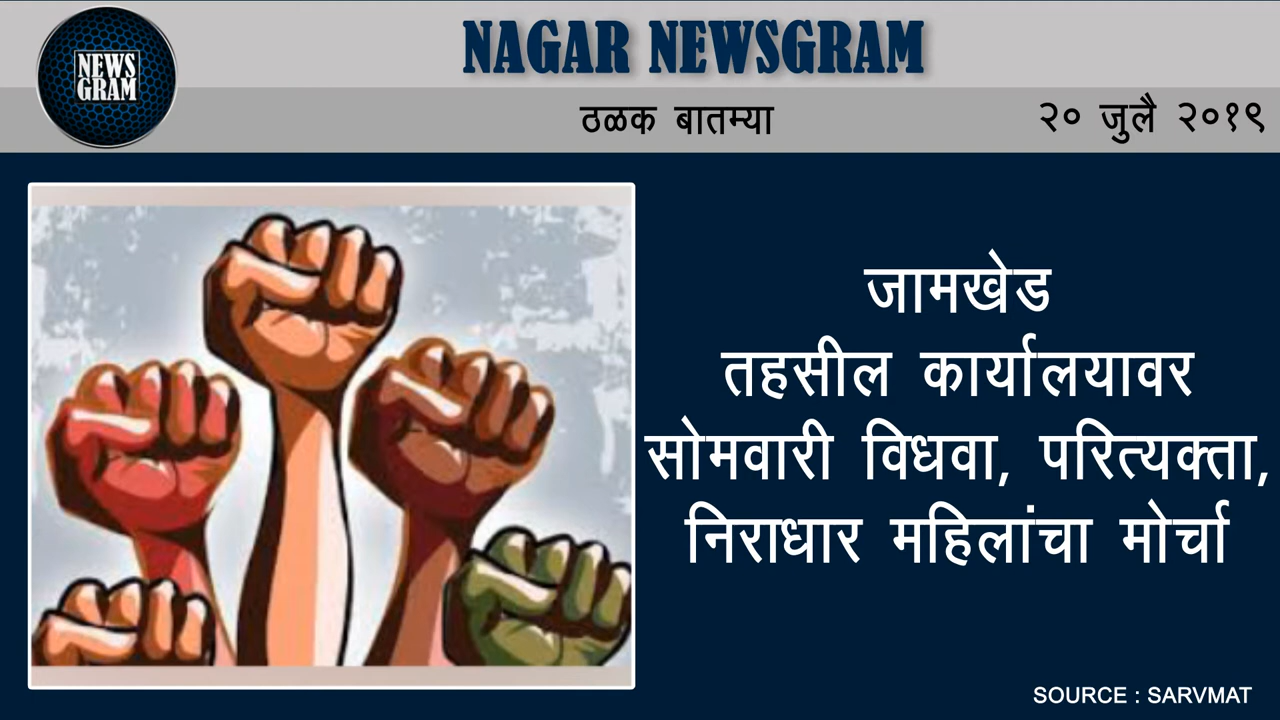 NEWS
GRAM
NAGAR NEWSGRAM
ठळक बातम्या
२० जुलै २०१९
जामखेड
तहसील कार्यालयावर
सोमवारी विधवा, परित्यक्ता,
निराधार महिलांचा मोर्चा
SOURCE : SARVMAT